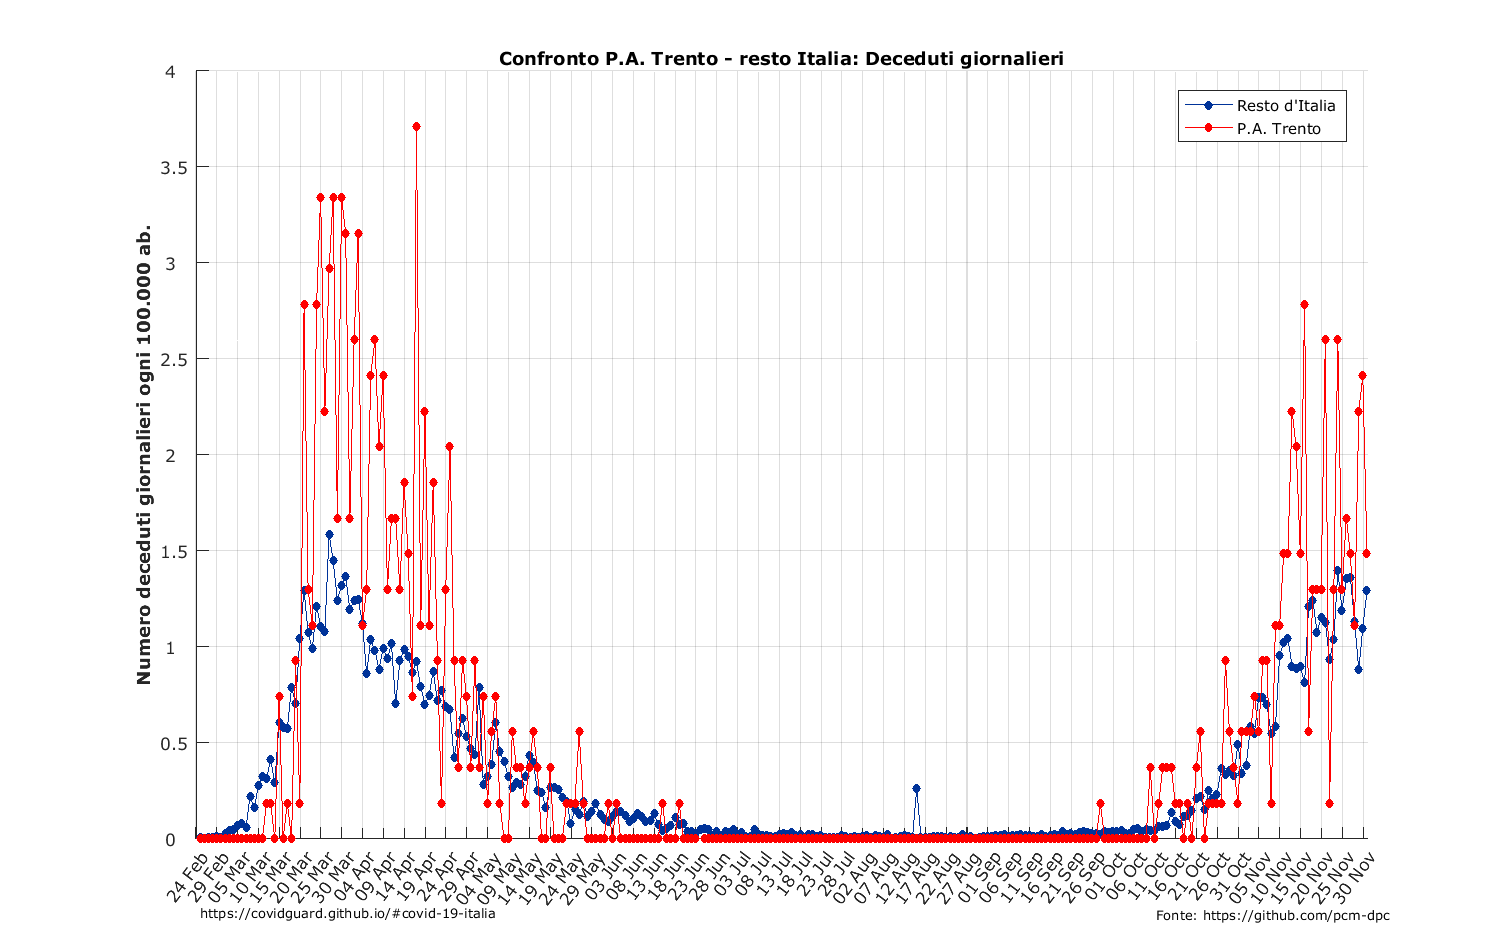 Confronto P.A. Trento - resto Italia: Deceduti giornalieri
Resto d'Italia
P.A. Trento
Numero deceduti giornalieri ogni 100.000 ab.
4
3.5
3
2.5
2
1.5
1
0.5
0
24 Feb
29 Feb
05 Mar
10 Mar
15 Mar
20 Mar
25 Mar
30 Mar
04 Apr
09 Apr
14 Apr
19 Apr
24 Apr
29 Apr
04 May
09 May
14 May
19 May
24 May
29 May
03 Jun
08 Jun
13 Jun
18 Jun
23 Jun
28 Jun
03 Jul
08 Jul
13 Jul
18 Jul
23 Jul
28 Jul
02 Aug
07 Aug
12 Aug
17 Aug
22 Aug
27 Aug
01 Sep
06 Sep
11 Sep
16 Sep
21 Sep
26 Sep
01 Oct
06 Oct
11 Oct
16 Oct
21 Oct
26 Oct
31 Oct
05 Nov
10 Nov
15 Nov
20 Nov
25 Nov
30 Nov
https://covidguard.github.io/#covid-19-italia
Fonte: https://github.com/pcm-dpc